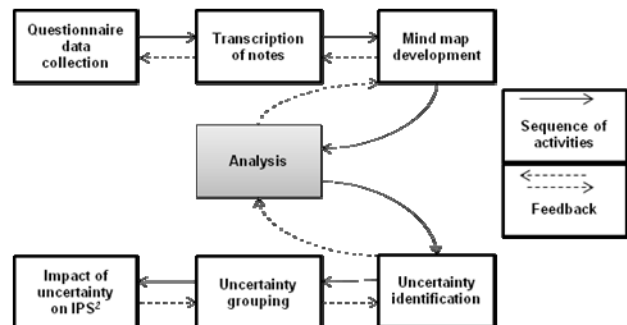 Questionnaire
data
collection
Transcription
of notes
Mind map
development
Analysis
Sequence of
activities
Feedback
Impact of
uncertainty
on IPS²
Uncertainty
grouping
Uncertainty
identification